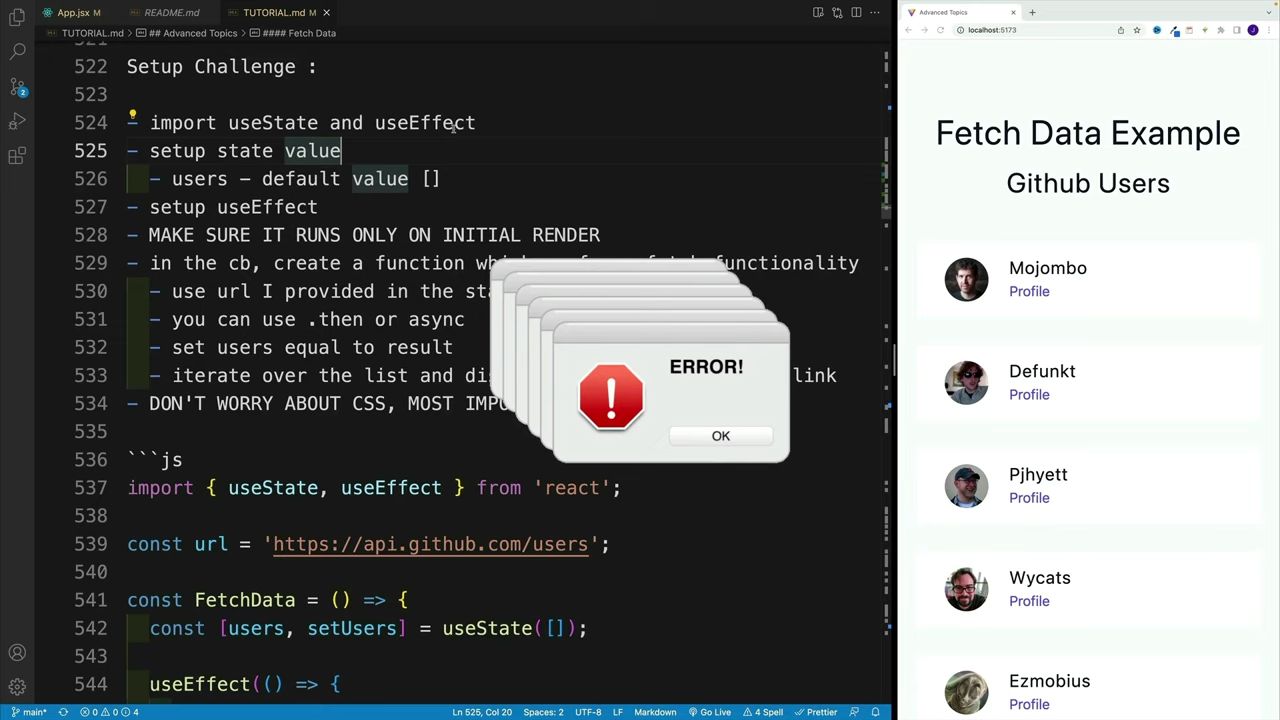 App.jsx
README.md
TUTORIAL.md
Advanced Topics
TUTORIAL.md > ## Advanced Topics > #### Fetch Data
localhost:5173
522 Setup Challenge :
523
524 - import useState and useEffect
525 - setup state value
526 - users - default value []
527 - setup useEffect
528 - MAKE SURE IT RUNS ONLY ON INITIAL RENDER
529 - in the cb, create a function functionality
530 - use url I provided in the
531 - you can use .then or async
532 - set users equal to result
533 - iterate over the list and link
534 - DON'T WORRY ABOUT CSS, MOST
535
536 ```js
537 import { useState, useEffect } from 'react';
538
539 const url = 'https://api.github.com/users';
540
541 const FetchData = () => {
542 const [users, setUsers] = useState([]);
543
544 useEffect(() => {
ERROR!
OK
Fetch Data Example
Github Users
Mojombo
Profile
Defunkt
Profile
Pjhyett
Profile
Wycats
Profile
Ezmobius
Profile
2
J
main* 0 0 4 Ln 525, Col 20 Spaces: 2 UTF-8 LF Markdown Go Live 4 Spell Prettier